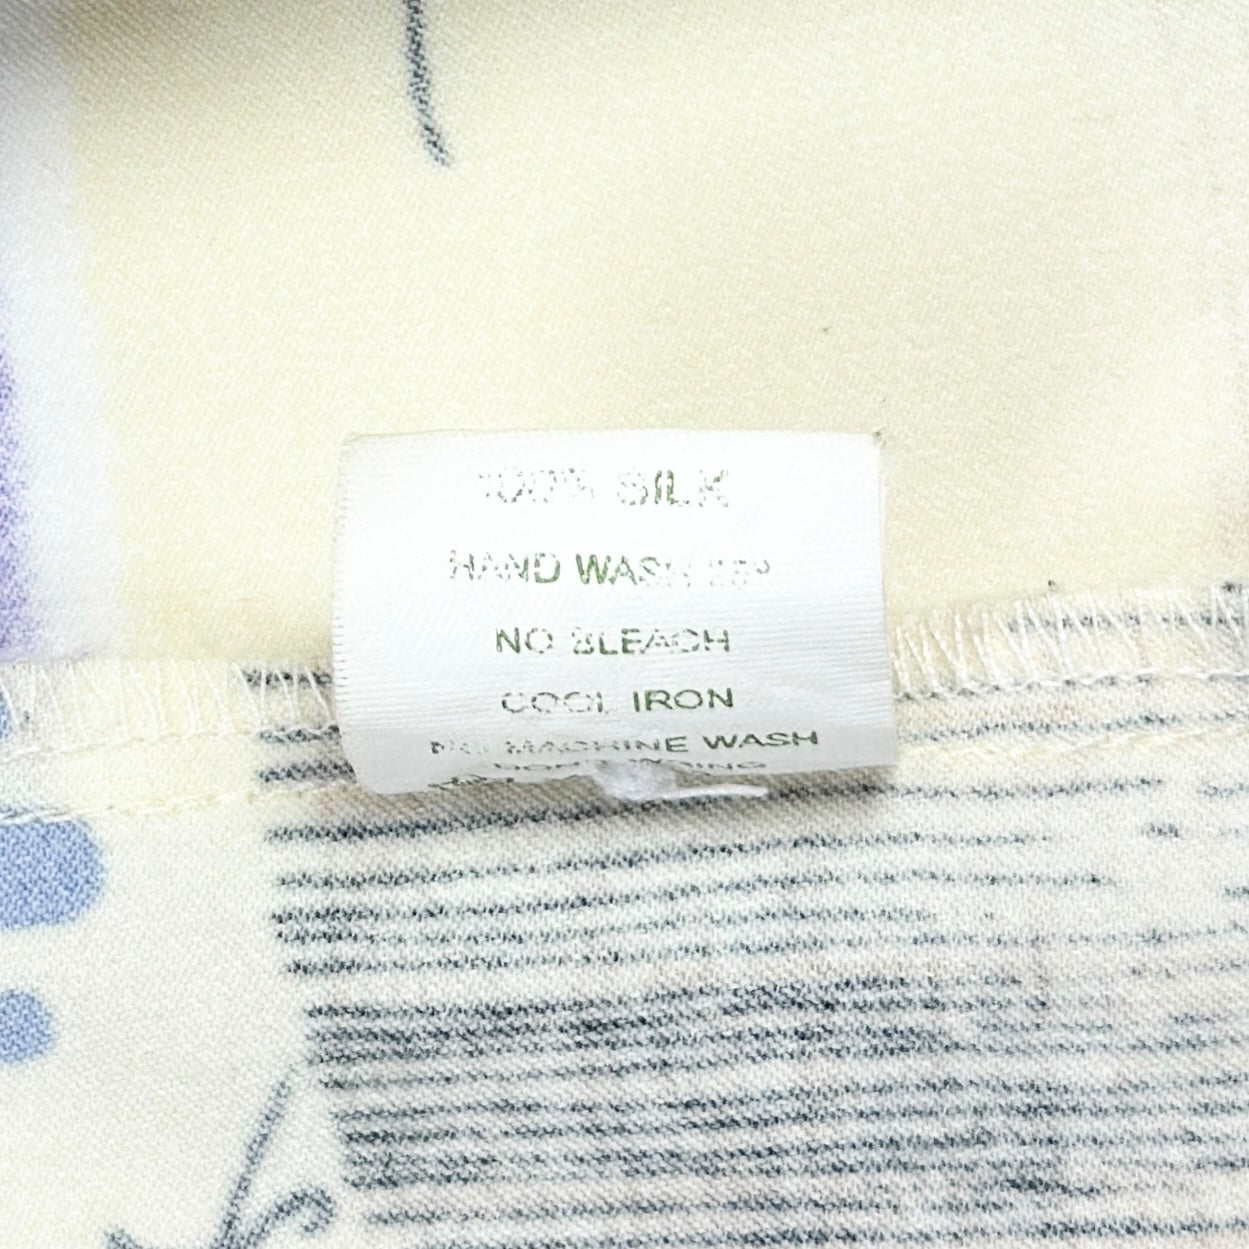 100% SILK
HAND WASH
NO BLEACH
COOL IRON
MACHINE WASH